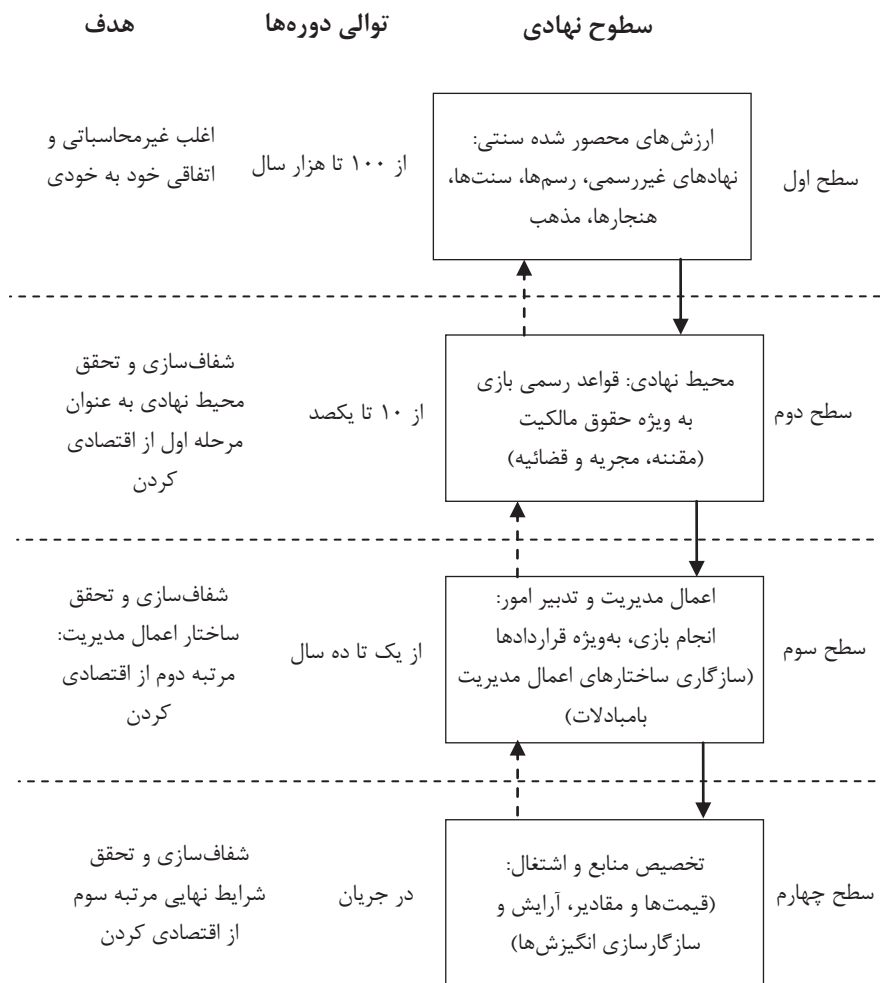 سطوح نهادی
توالی دوره‌ها
هدف
سطح اول
ارزش‌های محصور شده سنتی:
نهادهای غیررسمی، رسم‌ها، سنت‌ها،
هنجارها، مذهب
از ۱۰۰ تا هزار سال
اغلب غیرمحاسباتی و
اتفاقی خود به خودی
سطح دوم
محیط نهادی: قواعد رسمی بازی
به ویژه حقوق مالکیت
(مقننه، مجریه و قضائیه)
از ۱۰ تا یکصد
شفاف‌سازی و تحقق
محیط نهادی به عنوان
مرحله اول از اقتصادی
کردن
سطح سوم
اعمال مدیریت و تدبیر امور:
انجام بازی، به‌ویژه قراردادها
(سازگاری ساختارهای اعمال مدیریت
بامبادلات)
از یک تا ده سال
شفاف‌سازی و تحقق
ساختار اعمال مدیریت:
مرتبه دوم از اقتصادی
کردن
سطح چهارم
تخصیص منابع و اشتغال:
(قیمت‌ها و مقادیر، آرایش و
سازگارسازی انگیزش‌ها)
در جریان
شفاف‌سازی و تحقق
شرایط نهایی مرتبه سوم
از اقتصادی کردن